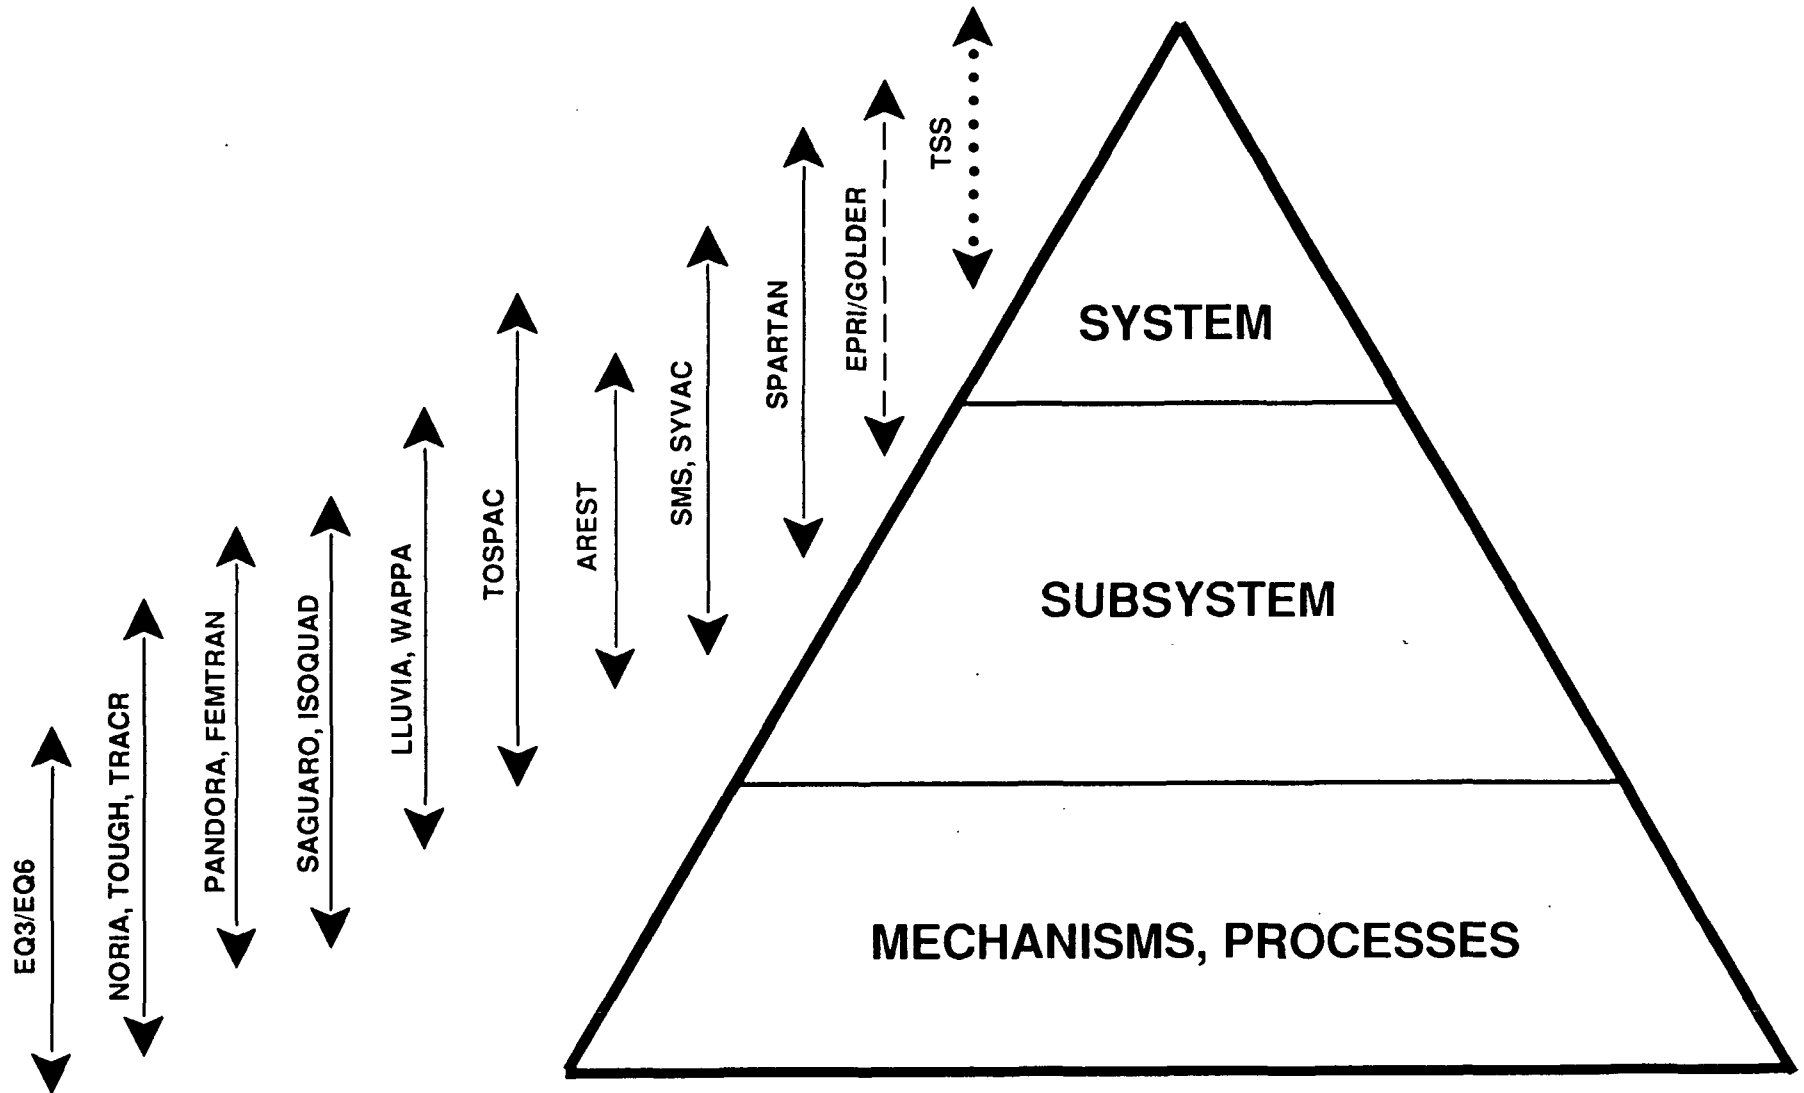 EQ3/EQ6
NORIA, TOUGH, TRACR
PANDORA, FEMTRAN
SAGUARO, ISOQUAD
LLUVIA, WAPPA
TOSPAC
AREST
SMS, SYVAC
SPARTAN
EPRI/GOLDER
TSS
SYSTEM
SUBSYSTEM
MECHANISMS, PROCESSES